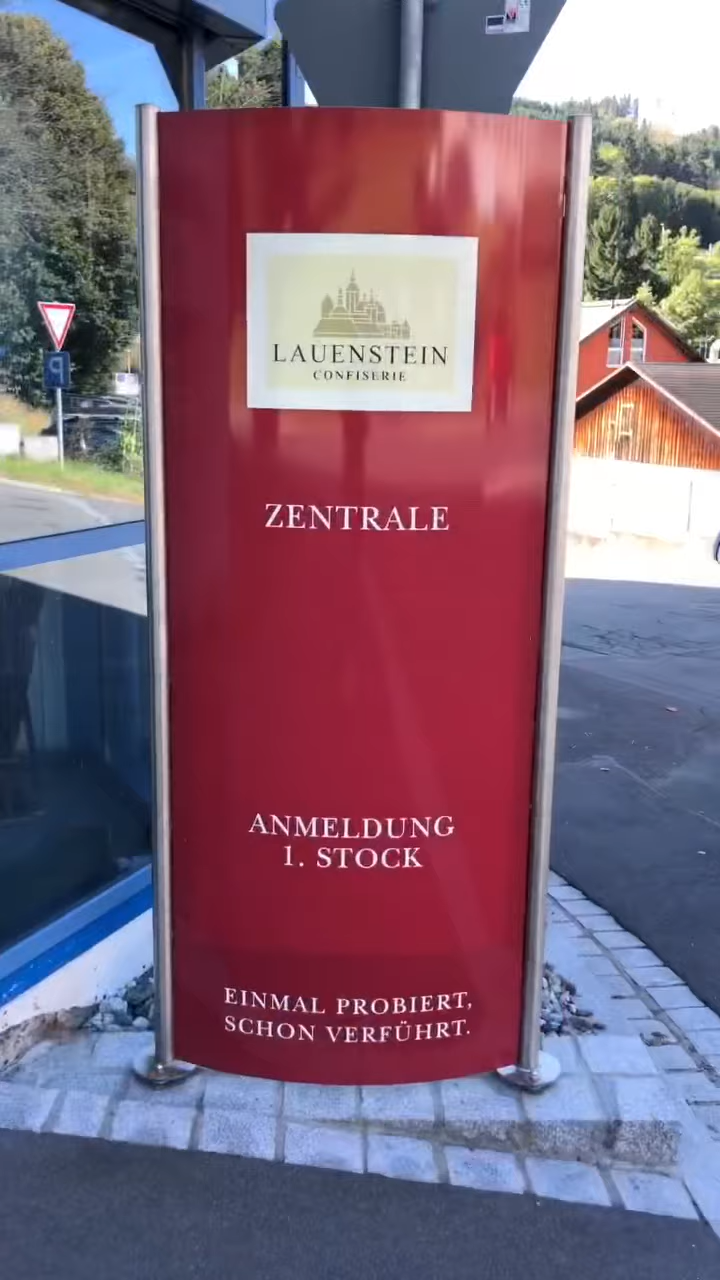 LAUENSTEIN
CONFISERIE
ZENTRALE
ANMELDUNG
1. STOCK
EINMAL PROBIERT,
SCHON VERFÜHRT.